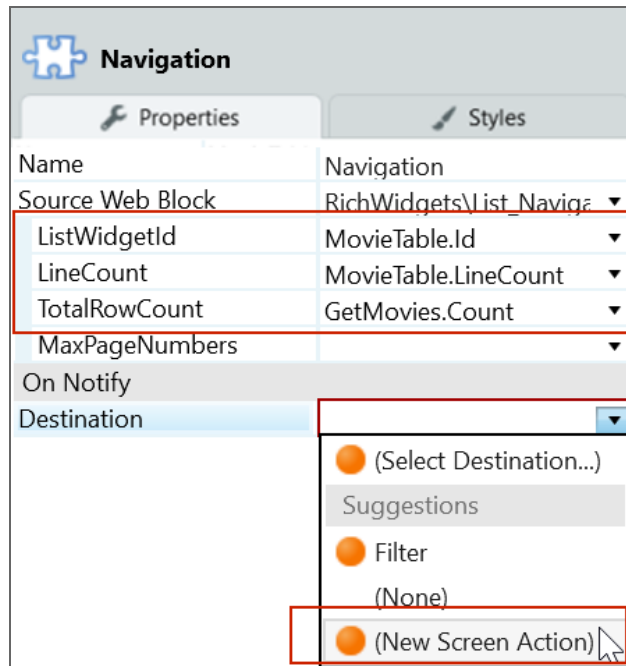 Navigation
Properties Styles
Name Navigation
Source Web Block RichWidgets\List_Naviga
ListWidgetId MovieTable.Id
LineCount MovieTable.LineCount
TotalRowCount GetMovies.Count
MaxPageNumbers
On Notify
Destination
(Select Destination...)
Suggestions
Filter
(None)
(New Screen Action)